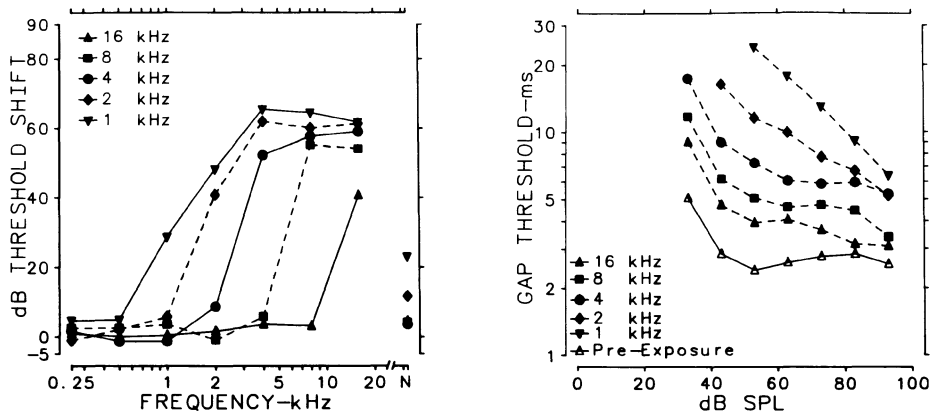 90
80
60
40
20
0
-5
dB THRESHOLD SHIFT
16 kHz
8 kHz
4 kHz
2 kHz
1 kHz
0.25
1
2
10
20
N
FREQUENCY-kHz
30
20
10
5
2
1
GAP THRESHOLD-ms
16 kHz
8 kHz
4 kHz
2 kHz
1 kHz
Pre-Exposure
0
20
40
60
80
100
dB SPL